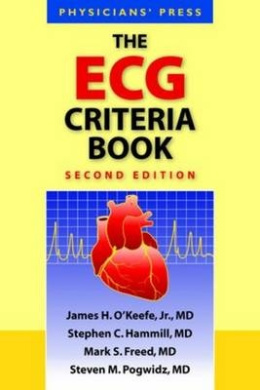 PHYSICIANS' PRESS
THE
ECG
CRITERIA
BOOK
SECOND EDITION
James H. O'Keefe, Jr., MD
Stephen C. Hammill, MD
Mark S. Freed, MD
Steven M. Pogwidz, MD